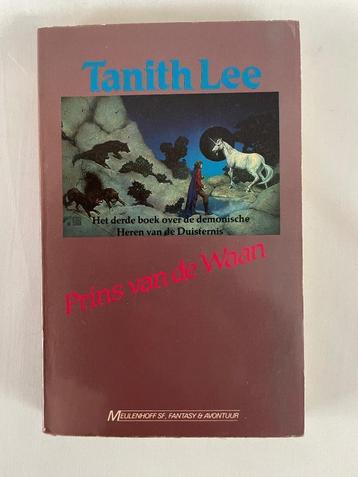 Tanith Lee
Het derde boek over de demonische
Heren van de Duisternis
Prins van de Waan
MEULENHOFF SF, FANTASY & AVONTUUR